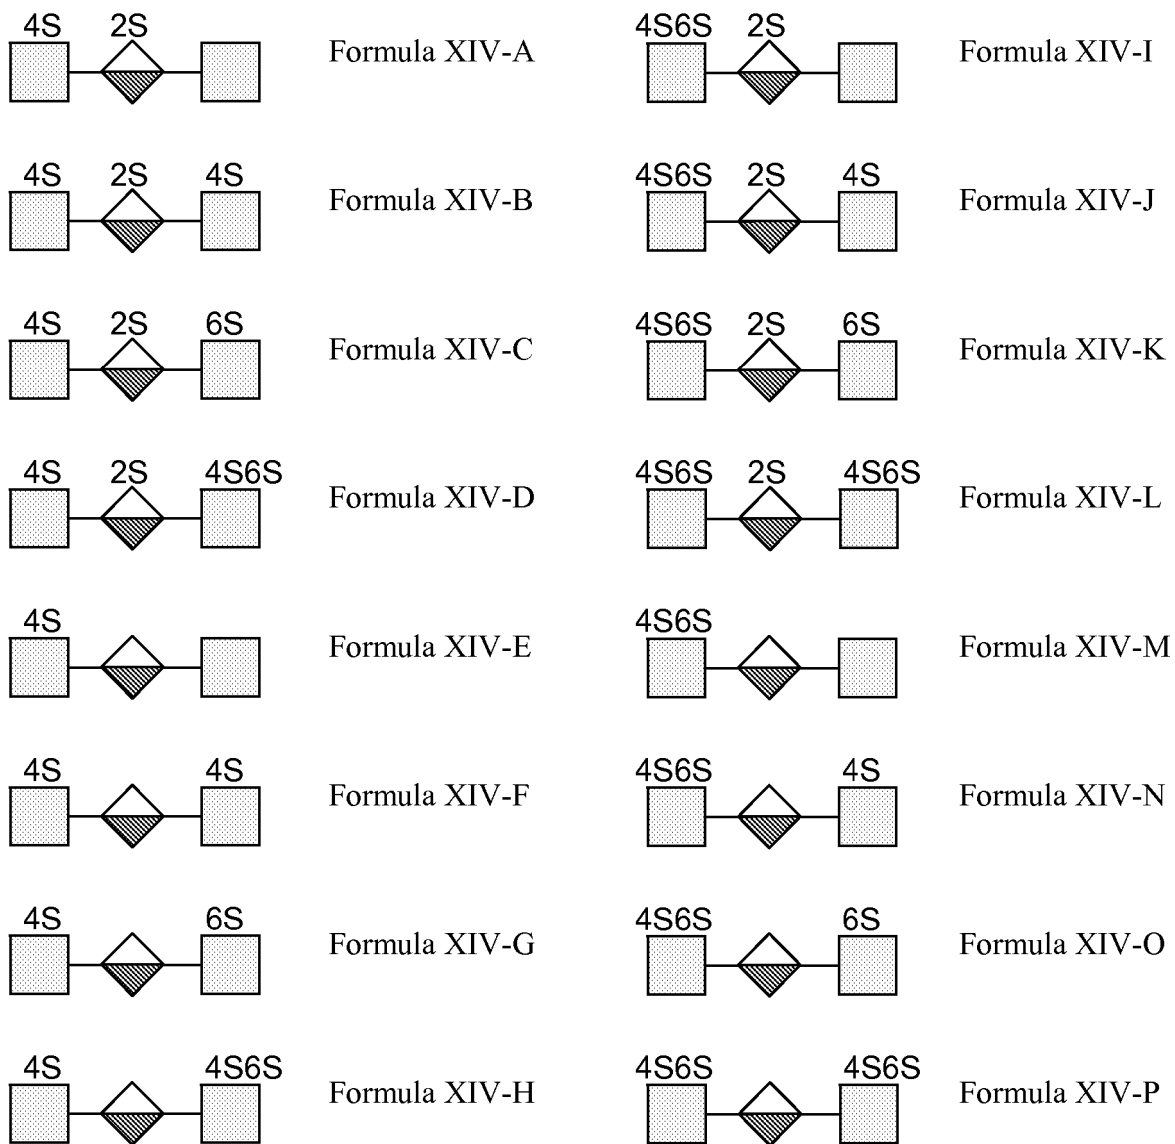 4S 2S Formula XIV-A
4S 2S 4S Formula XIV-B
4S 2S 6S Formula XIV-C
4S 2S 4S6S Formula XIV-D
4S Formula XIV-E
4S 4S Formula XIV-F
4S 6S Formula XIV-G
4S 4S6S Formula XIV-H
4S6S 2S Formula XIV-I
4S6S 2S 4S Formula XIV-J
4S6S 2S 6S Formula XIV-K
4S6S 2S 4S6S Formula XIV-L
4S6S Formula XIV-M
4S6S 4S Formula XIV-N
4S6S 6S Formula XIV-O
4S6S 4S6S Formula XIV-P